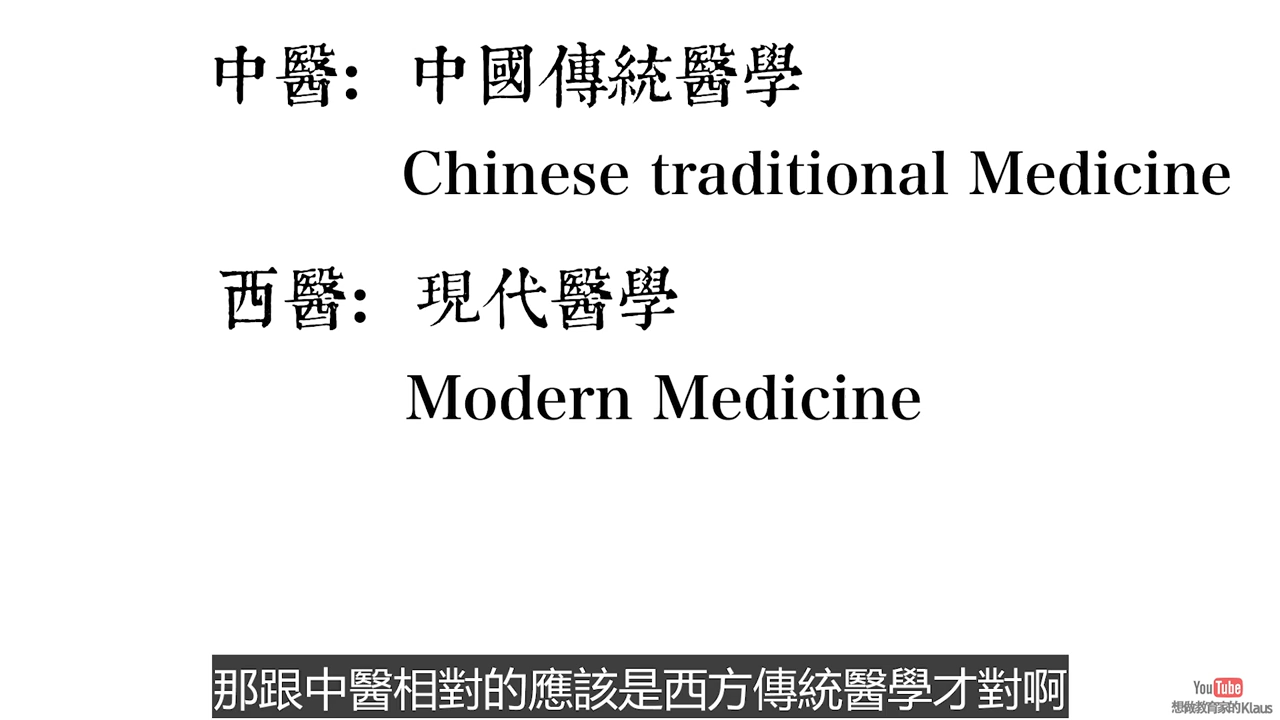 中醫：中國傳統醫學
Chinese traditional Medicine
西醫：現代醫學
Modern Medicine
那跟中醫相對的應該是西方傳統醫學才對啊
YouTube
想做教育家的Klaus